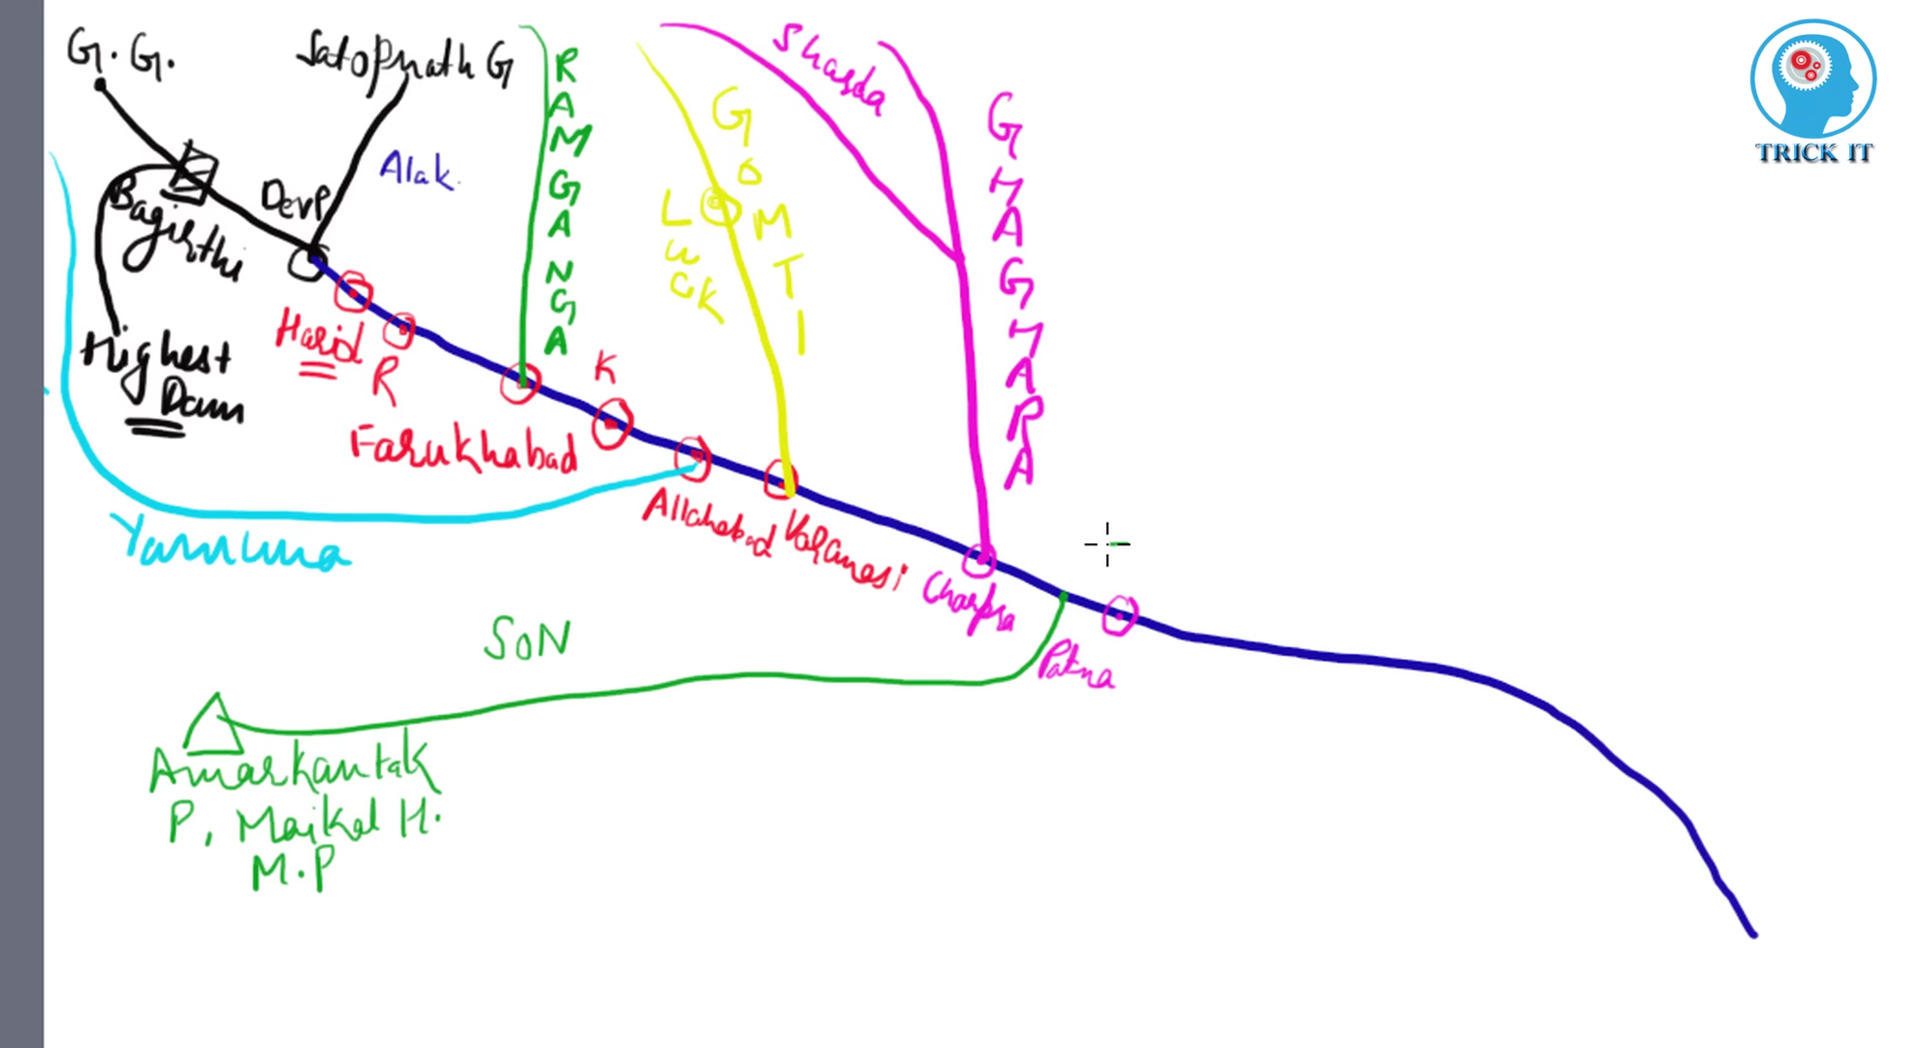 G.G.
Satopnath G
Alak.
Devp
Bagirthi
Highest
Dam
RAMGANGA
GOMTI
Luck
Sharda
GHAGHARA
Harid
R
Farukhabad
K
Allahabad
Varanasi
Charpra
Patna
Yamuna
SoN
Amarkantak
P, Maikal H.
M.P
TRICK IT